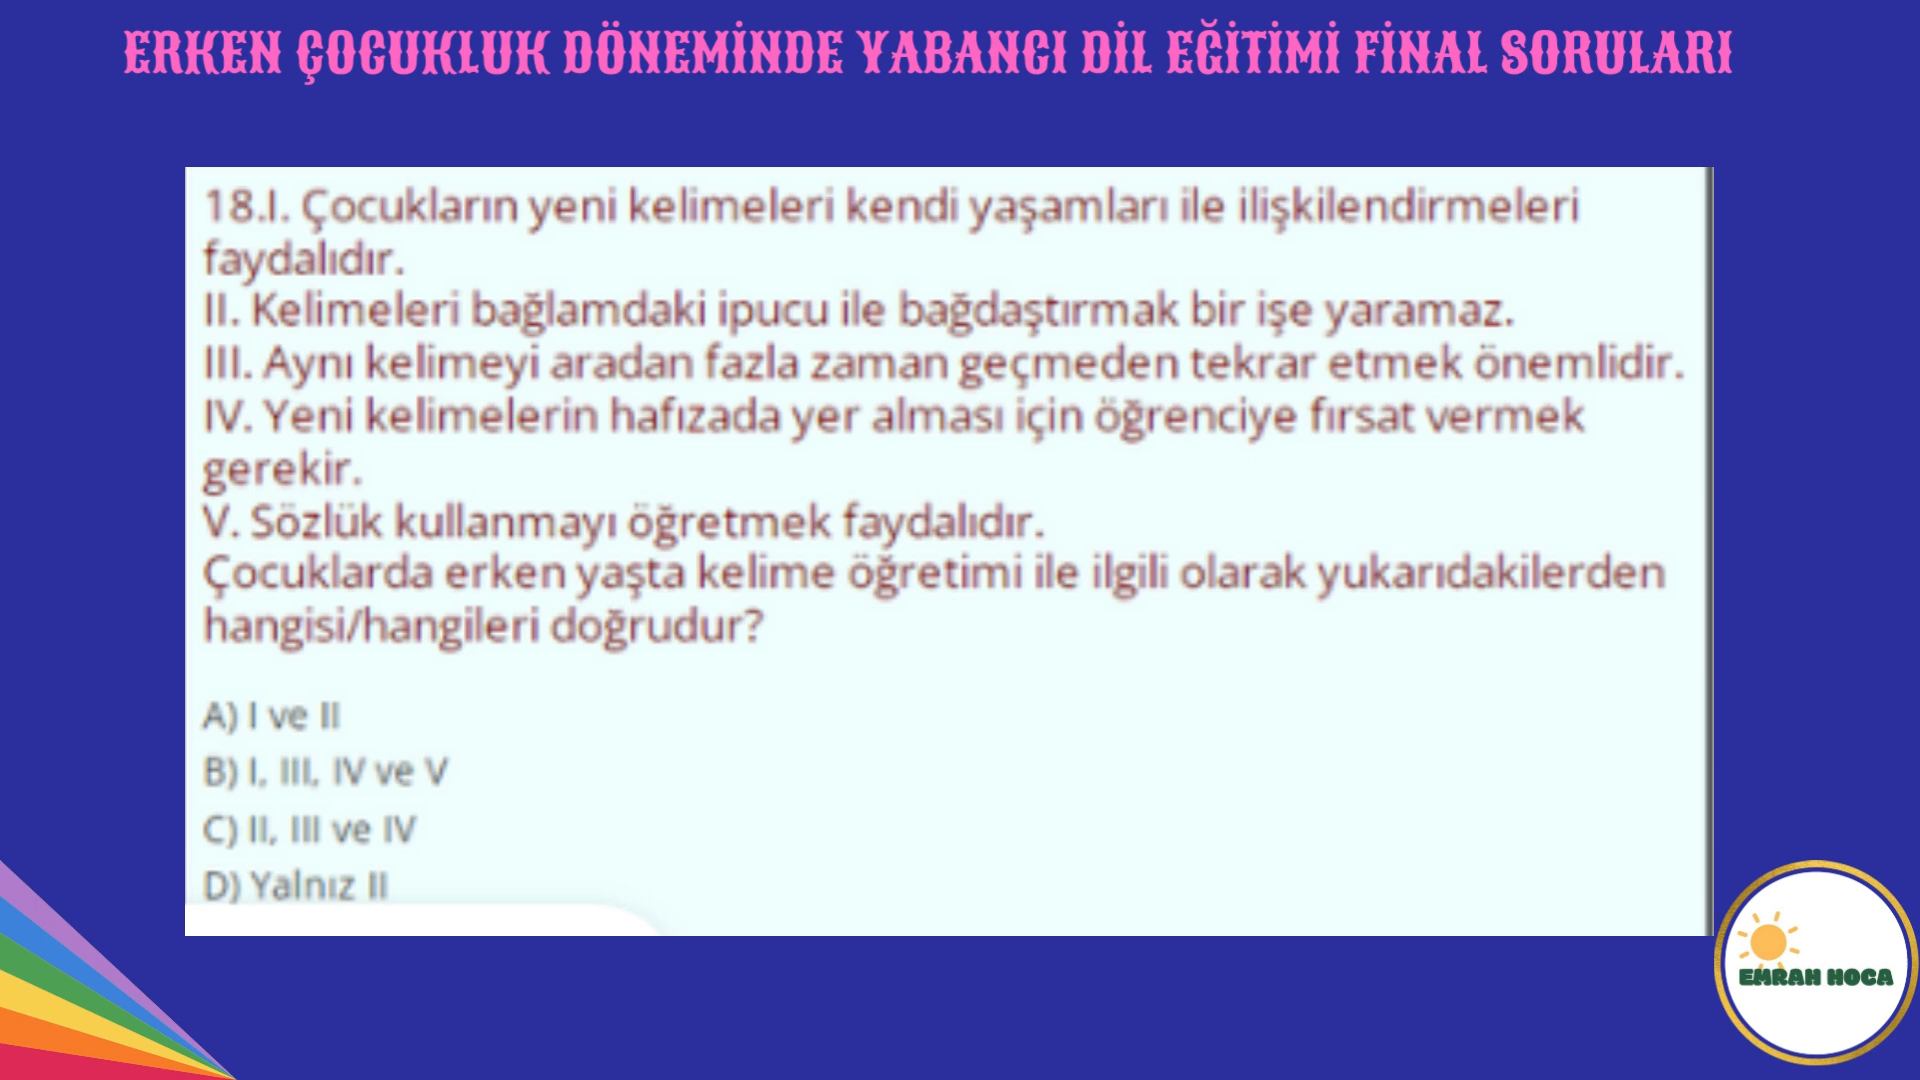 ERKEN ÇOCUKLUK DÖNEMİNDE YABANCI DİL EĞİTİMİ FİNAL SORULARI
18.I. Çocukların yeni kelimeleri kendi yaşamları ile ilişkilendirmeleri
faydalıdır.
II. Kelimeleri bağlamdaki ipucu ile bağdaştırmak bir işe yaramaz.
III. Aynı kelimeyi aradan fazla zaman geçmeden tekrar etmek önemlidir.
IV. Yeni kelimelerin hafızada yer alması için öğrenciye fırsat vermek
gerekir.
V. Sözlük kullanmayı öğretmek faydalıdır.
Çocuklarda erken yaşta kelime öğretimi ile ilgili olarak yukarıdakilerden
hangisi/hangileri doğrudur?
A) I ve II
B) I, III, IV ve V
C) II, III ve IV
D) Yalnız II
EMRAH HOCA